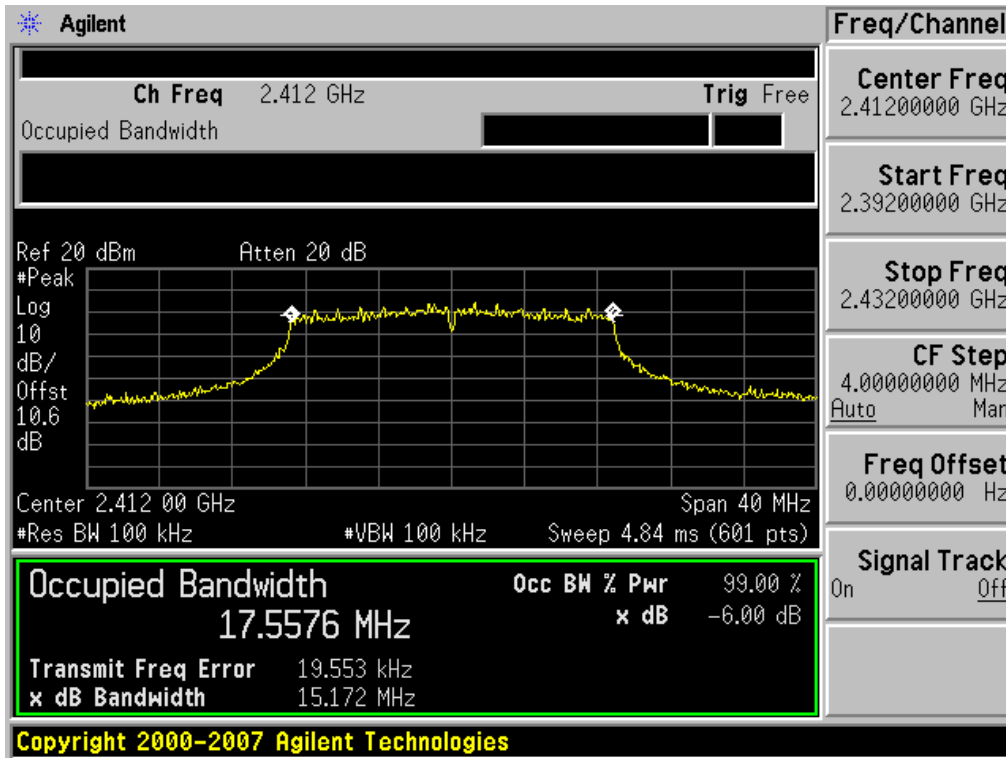 Agilent
Freq/Channel
Ch Freq 2.412 GHz Trig Free
Occupied Bandwidth
Center Freq
2.41200000 GHz
Start Freq
2.39200000 GHz
Stop Freq
2.43200000 GHz
CF Step
4.00000000 MHz
Auto Man
Freq Offset
0.00000000 Hz
Signal Track
On Off
Ref 20 dBm Atten 20 dB
#Peak
Log
10
dB/
Offst
10.6
dB
Center 2.412 00 GHz Span 40 MHz
#Res BW 100 kHz #VBW 100 kHz Sweep 4.84 ms (601 pts)
Occupied Bandwidth
17.5576 MHz
Occ BW % Pwr 99.00 %
x dB -6.00 dB
Transmit Freq Error 19.553 kHz
x dB Bandwidth 15.172 MHz
Copyright 2000-2007 Agilent Technologies